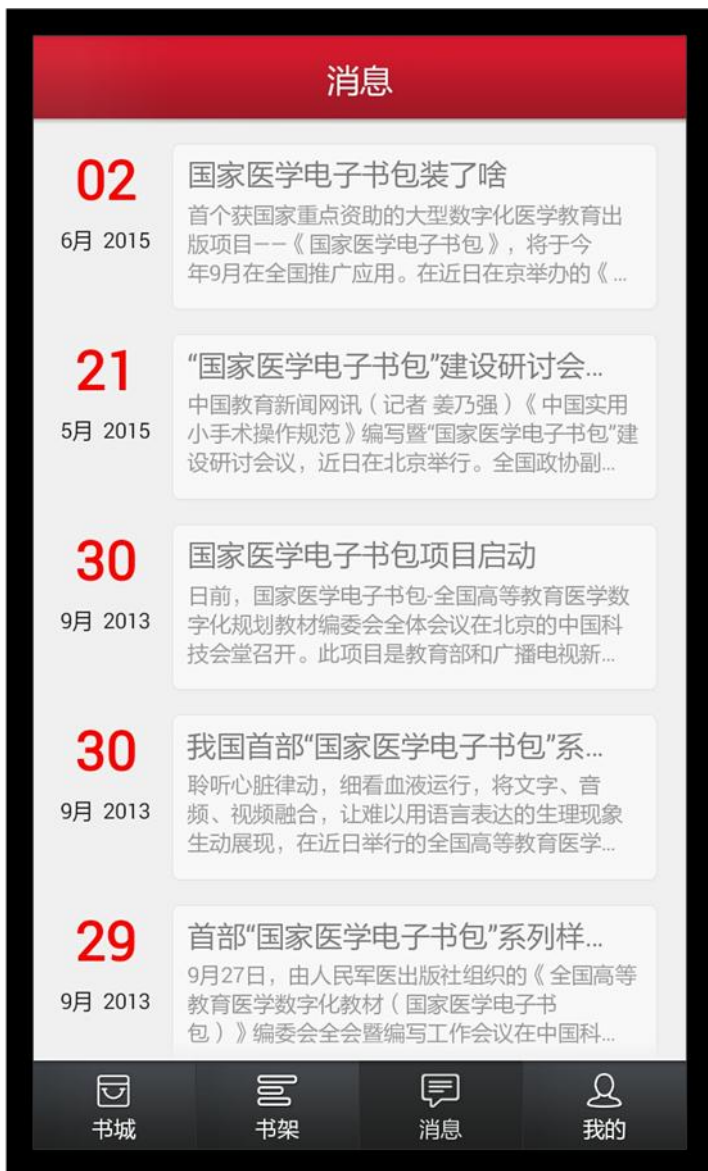 消息
02
6月 2015
国家医学电子书包装了啥
首个获国家重点资助的大型数字化医学教育出
版项目——《国家医学电子书包》，将于今
年9月在全国推广应用。在近日在京举办的《...
21
5月 2015
“国家医学电子书包”建设研讨会...
中国教育新闻网讯（记者 姜乃强）《中国实用
小手术操作规范》编写暨“国家医学电子书包”建
设研讨会议，近日在北京举行。全国政协副...
30
9月 2013
国家医学电子书包项目启动
日前，国家医学电子书包-全国高等教育医学数
字化规划教材编委会全体会议在北京的中国科
技会堂召开。此项目是教育部和广播电视新...
30
9月 2013
我国首部“国家医学电子书包”系...
聆听心脏律动，细看血液运行，将文字、音
频、视频融合，让难以用语言表达的生理现象
生动展现，在近日举行的全国高等教育医学...
29
9月 2013
首部“国家医学电子书包”系列样...
9月27日，由人民军医出版社组织的《全国高等
教育医学数字化教材（国家医学电子书
包）》编委会全会暨编写工作会议在中国科...
书城
书架
消息
我的